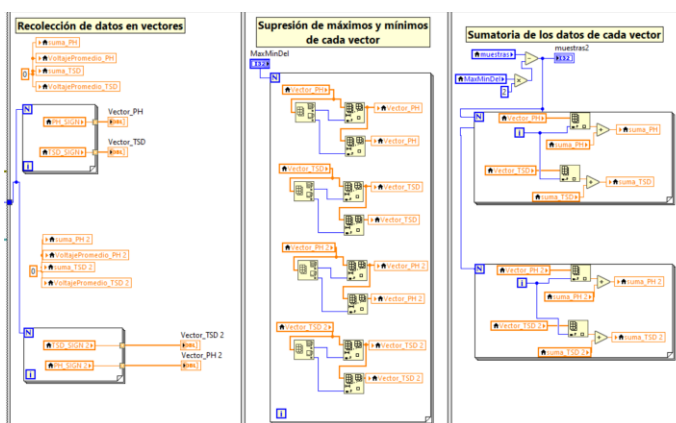 Recolección de datos en vectores
suma_PH
VoltajePromedio_PH
0
suma_TSD
VoltajePromedio_TSD
N
Vector_PH
PH_SIGN
Vector_TSD
TSD_SIGN
i
suma_PH 2
VoltajePromedio_PH 2
0
suma_TSD 2
VoltajePromedio_TSD 2
N
Vector_TSD 2
TSD_SIGN 2
Vector_PH 2
PH_SIGN 2
i
Supresión de máximos y mínimos
de cada vector
MaxMinDel
I32
N
Vector_PH
Vector_PH
Vector_PH
Vector_TSD
Vector_TSD
Vector_TSD
Vector_PH 2
Vector_PH 2
Vector_PH 2
Vector_TSD 2
Vector_TSD 2
Vector_TSD 2
i
Sumatoria de los datos de cada vector
muestras
muestras2
I32
MaxMinDel
2
N
Vector_PH
i
suma_PH
suma_PH
Vector_TSD
suma_TSD
suma_TSD
N
Vector_PH 2
i
suma_PH 2
suma_PH 2
Vector_TSD 2
suma_TSD 2
suma_TSD 2